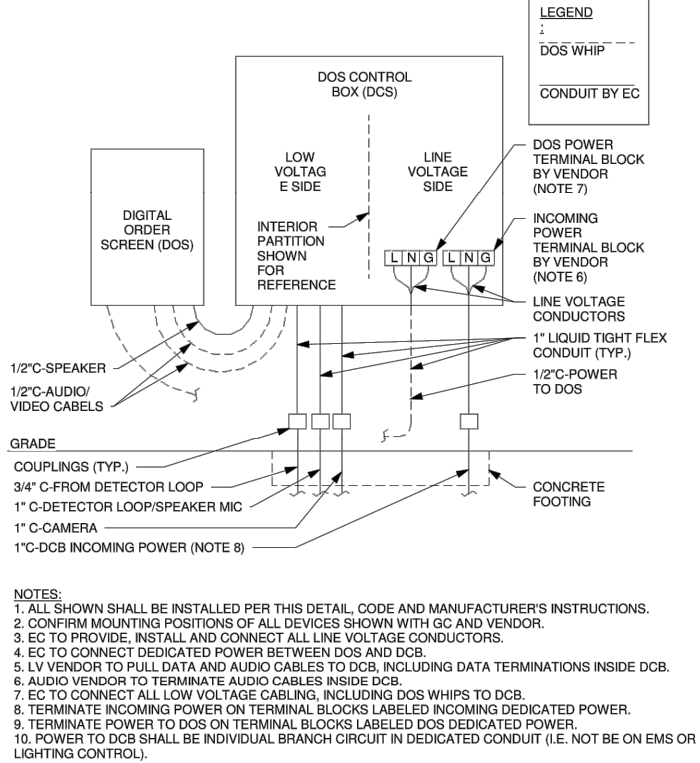 LEGEND
:
DOS WHIP
CONDUIT BY EC
DOS CONTROL
BOX (DCS)
LOW
VOLTAG
E SIDE
LINE
VOLTAGE
SIDE
DIGITAL
ORDER
SCREEN (DOS)
INTERIOR
PARTITION
SHOWN
FOR
REFERENCE
L N G
L N G
DOS POWER
TERMINAL BLOCK
BY VENDOR
(NOTE 7)
INCOMING
POWER
TERMINAL BLOCK
BY VENDOR
(NOTE 6)
LINE VOLTAGE
CONDUCTORS
1" LIQUID TIGHT FLEX
CONDUIT (TYP.)
1/2"C-POWER
TO DOS
1/2"C-SPEAKER
1/2"C-AUDIO/
VIDEO CABELS
GRADE
COUPLINGS (TYP.)
3/4" C-FROM DETECTOR LOOP
1" C-DETECTOR LOOP/SPEAKER MIC
1" C-CAMERA
1"C-DCB INCOMING POWER (NOTE 8)
CONCRETE
FOOTING
NOTES:
1. ALL SHOWN SHALL BE INSTALLED PER THIS DETAIL, CODE AND MANUFACTURER'S INSTRUCTIONS.
2. CONFIRM MOUNTING POSITIONS OF ALL DEVICES SHOWN WITH GC AND VENDOR.
3. EC TO PROVIDE, INSTALL AND CONNECT ALL LINE VOLTAGE CONDUCTORS.
4. EC TO CONNECT DEDICATED POWER BETWEEN DOS AND DCB.
5. LV VENDOR TO PULL DATA AND AUDIO CABLES TO DCB, INCLUDING DATA TERMINATIONS INSIDE DCB.
6. AUDIO VENDOR TO TERMINATE AUDIO CABLES INSIDE DCB.
7. EC TO CONNECT ALL LOW VOLTAGE CABLING, INCLUDING DOS WHIPS TO DCB.
8. TERMINATE INCOMING POWER ON TERMINAL BLOCKS LABELED INCOMING DEDICATED POWER.
9. TERMINATE POWER TO DOS ON TERMINAL BLOCKS LABELED DOS DEDICATED POWER.
10. POWER TO DCB SHALL BE INDIVIDUAL BRANCH CIRCUIT IN DEDICATED CONDUIT (I.E. NOT BE ON EMS OR
LIGHTING CONTROL).